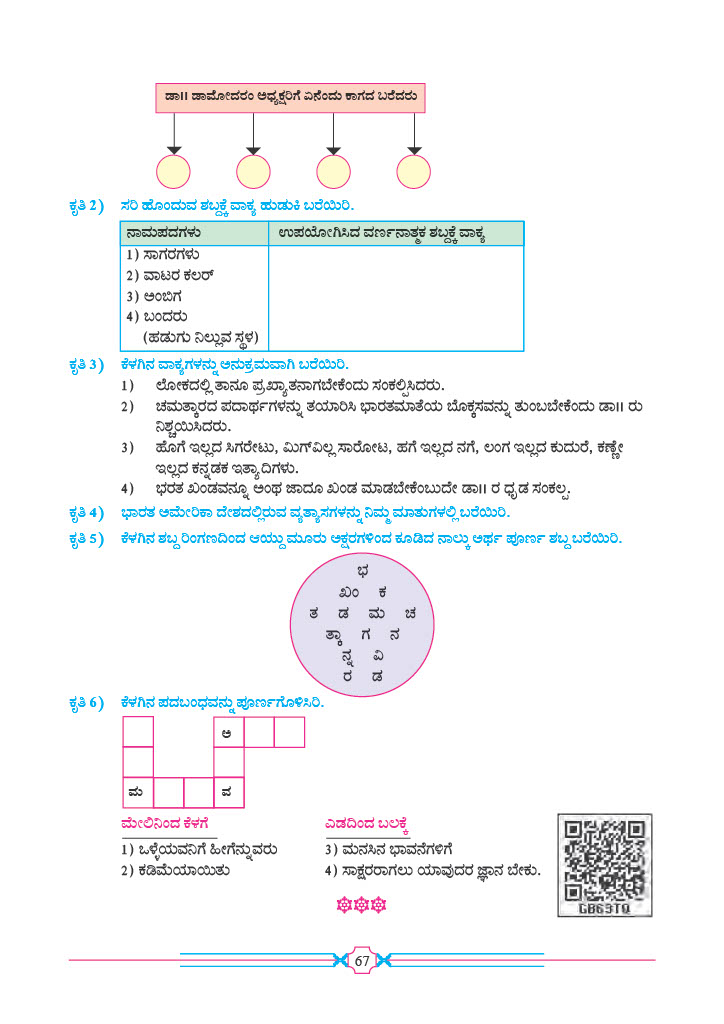 ಡಾ॥ ಡಾಮೋದರಂ ಅಧ್ಯಕ್ಷರಿಗೆ ಏನೆಂದು ಕಾಗದ ಬರೆದರು
ಕೃತಿ 2) ಸರಿ ಹೊಂದುವ ಶಬ್ದಕ್ಕೆ ವಾಕ್ಯ ಹುಡುಕಿ ಬರೆಯಿರಿ.
ನಾಮಪದಗಳು ಉಪಯೋಗಿಸಿದ ವರ್ಣನಾತ್ಮಕ ಶಬ್ದಕ್ಕೆ ವಾಕ್ಯ
1) ಸಾಗರಗಳು
2) ವಾಟರ ಕಲರ್
3) ಅಂಬಿಗ
4) ಬಂದರು
(ಹಡುಗು ನಿಲ್ಲುವ ಸ್ಥಳ)
ಕೃತಿ 3) ಕೆಳಗಿನ ವಾಕ್ಯಗಳನ್ನು ಅನುಕ್ರಮವಾಗಿ ಬರೆಯಿರಿ.
1) ಲೋಕದಲ್ಲಿ ತಾನೂ ಪ್ರಖ್ಯಾತನಾಗಬೇಕೆಂದು ಸಂಕಲ್ಪಿಸಿದರು.
2) ಚಮತ್ಕಾರದ ಪದಾರ್ಥಗಳನ್ನು ತಯಾರಿಸಿ ಭಾರತಮಾತೆಯ ಬೊಕ್ಕಸವನ್ನು ತುಂಬಬೇಕೆಂದು ಡಾ॥ ರು
ನಿಶ್ಚಯಿಸಿದರು.
3) ಹೊಗೆ ಇಲ್ಲದ ಸಿಗರೇಟು, ಮಿಗ್‌ವಿಲ್ಲ ಸಾರೋಟ, ಹಗೆ ಇಲ್ಲದ ನಗೆ, ಲಂಗ ಇಲ್ಲದ ಕುದುರೆ, ಕಣ್ಣೇ
ಇಲ್ಲದ ಕನ್ನಡಕ ಇತ್ಯಾದಿಗಳು.
4) ಭರತ ಖಂಡವನ್ನೂ ಅಂಥ ಜಾದೂ ಖಂಡ ಮಾಡಬೇಕೆಂಬುದೇ ಡಾ॥ ರ ಧೃಡ ಸಂಕಲ್ಪ.
ಕೃತಿ 4) ಭಾರತ ಅಮೇರಿಕಾ ದೇಶದಲ್ಲಿರುವ ವ್ಯತ್ಯಾಸಗಳನ್ನು ನಿಮ್ಮ ಮಾತುಗಳಲ್ಲಿ ಬರೆಯಿರಿ.
ಕೃತಿ 5) ಕೆಳಗಿನ ಶಬ್ದ ರಿಂಗಣದಿಂದ ಆಯ್ದು ಮೂರು ಅಕ್ಷರಗಳಿಂದ ಕೂಡಿದ ನಾಲ್ಕು ಅರ್ಥ ಪೂರ್ಣ ಶಬ್ದ ಬರೆಯಿರಿ.
ಭ
ಖಂ ಕ
ತ ಡ ಮ ಚ
ತ್ಕಾ ಗ ನ
ನ್ನ ವಿ
ರ ಡ
ಕೃತಿ 6) ಕೆಳಗಿನ ಪದಬಂಧವನ್ನು ಪೂರ್ಣಗೊಳಿಸಿರಿ.
ಅ
ಮ ವ
ಮೇಲಿನಿಂದ ಕೆಳಗೆ ಎಡದಿಂದ ಬಲಕ್ಕೆ
1) ಒಳ್ಳೆಯವನಿಗೆ ಹೀಗೆನ್ನುವರು 3) ಮನಸಿನ ಭಾವನೆಗಳಿಗೆ
2) ಕಡಿಮೆಯಾಯಿತು 4) ಸಾಕ್ಷರರಾಗಲು ಯಾವುದರ ಜ್ಞಾನ ಬೇಕು.
GB69TQ
67